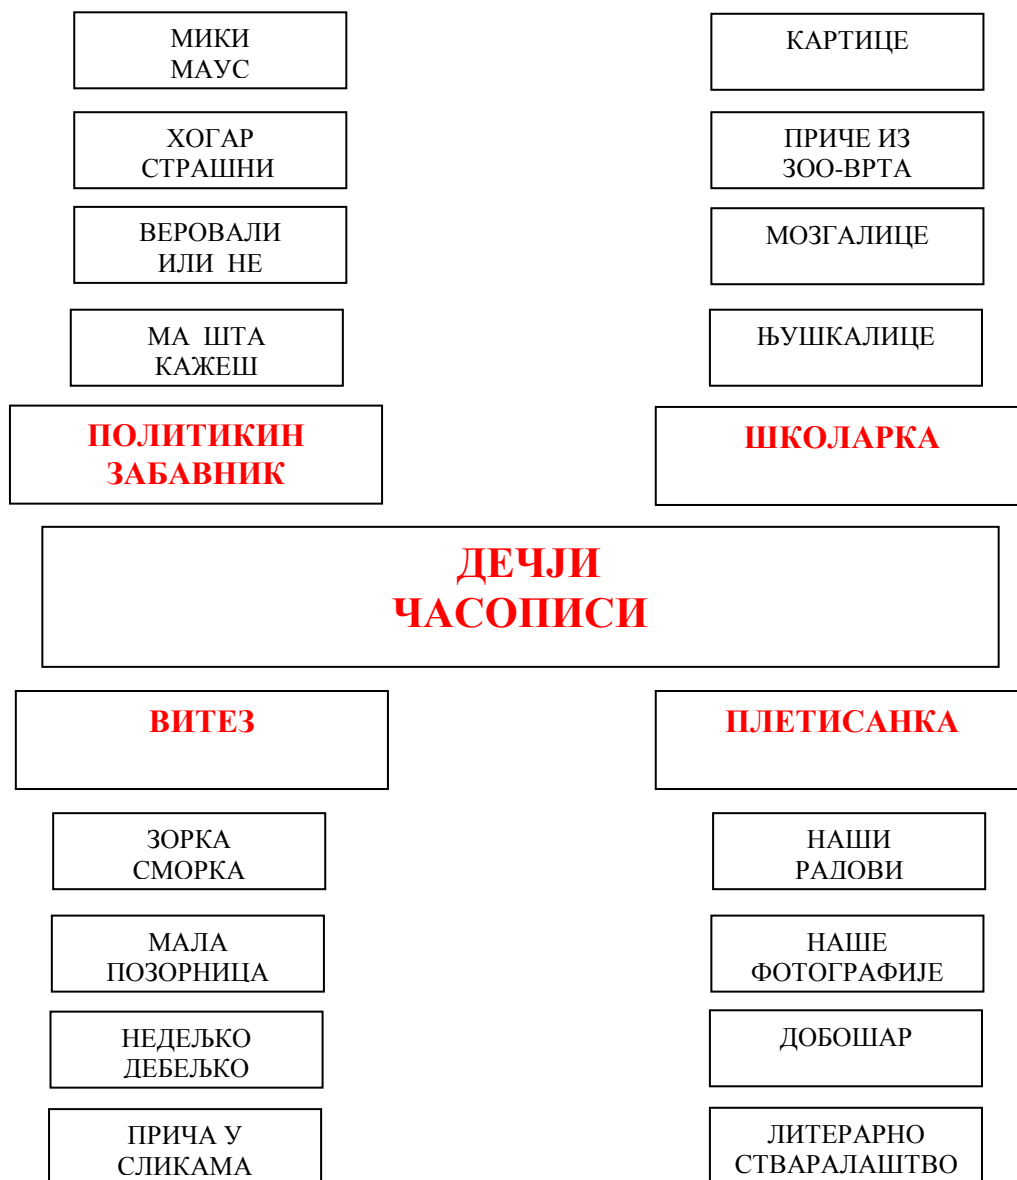 МИКИ
МАУС
ХОГАР
СТРАШНИ
ВЕРОВАЛИ
ИЛИ НЕ
МА ШТА
КАЖЕШ
ПОЛИТИКИН
ЗАБАВНИК
КАРТИЦЕ
ПРИЧЕ ИЗ
ЗОО-ВРТА
МОЗГАЛИЦЕ
ЊУШКАЛИЦЕ
ШКОЛАРКА
ДЕЧЈИ
ЧАСОПИСИ
ВИТЕЗ
ЗОРКА
СМОРКА
МАЛА
ПОЗОРНИЦА
НЕДЕЉКО
ДЕБЕЉКО
ПРИЧА У
СЛИКАМА
ПЛЕТИСАНКА
НАШИ
РАДОВИ
НАШЕ
ФОТОГРАФИЈЕ
ДОБОШАР
ЛИТЕРАРНО
СТВАРАЛАШТВО